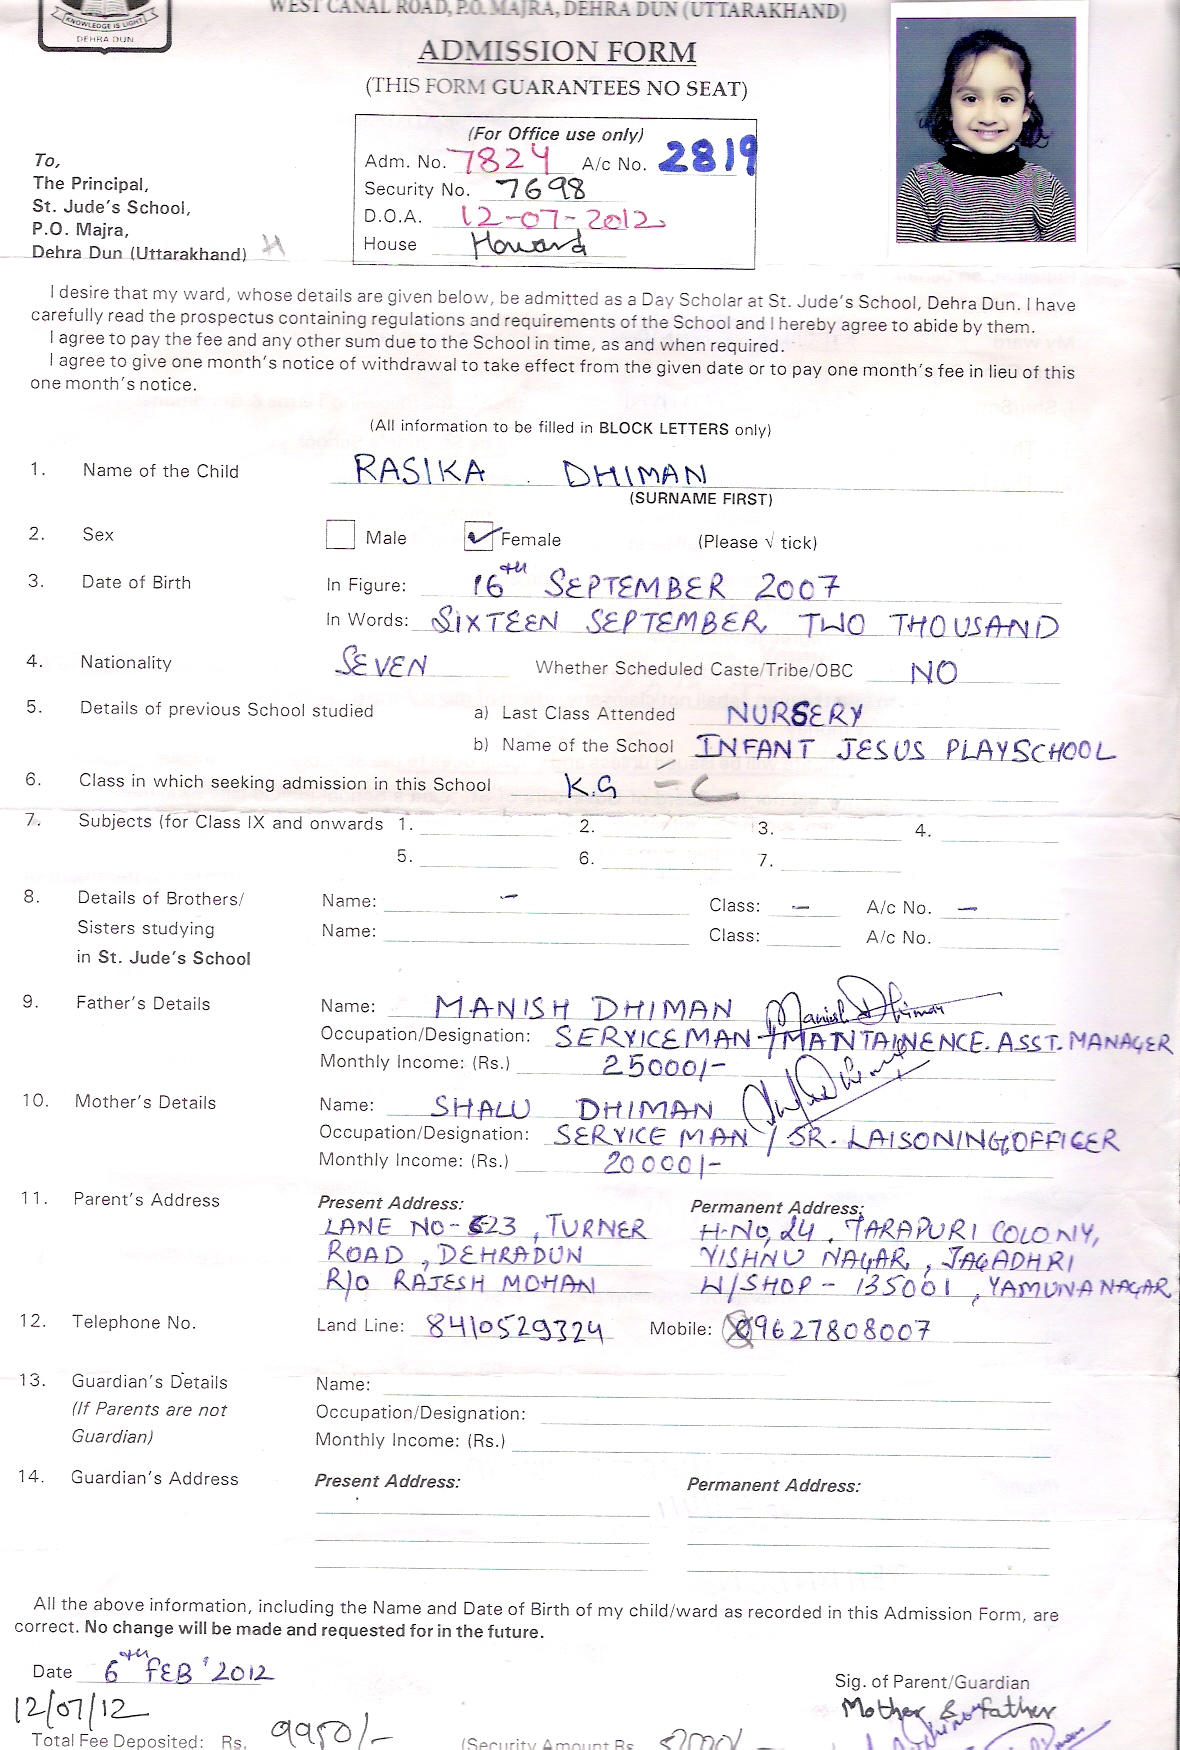 KNOWLEDGE IS LIGHT
DEHRA DUN
WEST CANAL ROAD, P.O. MAJRA, DEHRA DUN (UTTARAKHAND)
ADMISSION FORM
(THIS FORM GUARANTEES NO SEAT)
(For Office use only)
Adm. No. 7824 A/c No. 2819
Security No. 7698
D.O.A. 12-07-2012
House Howard
To,
The Principal,
St. Jude's School,
P.O. Majra,
Dehra Dun (Uttarakhand) H
I desire that my ward, whose details are given below, be admitted as a Day Scholar at St. Jude's School, Dehra Dun. I have
carefully read the prospectus containing regulations and requirements of the School and I hereby agree to abide by them.
I agree to pay the fee and any other sum due to the School in time, as and when required.
I agree to give one month's notice of withdrawal to take effect from the given date or to pay one month's fee in lieu of this
one month's notice.
(All information to be filled in BLOCK LETTERS only)
1. Name of the Child RASIKA DHIMAN
(SURNAME FIRST)
2. Sex Male Female (Please √ tick)
3. Date of Birth In Figure: 16th SEPTEMBER 2007
In Words: SIXTEEN SEPTEMBER TWO THOUSAND
4. Nationality SEVEN Whether Scheduled Caste/Tribe/OBC NO
5. Details of previous School studied a) Last Class Attended NURSERY
b) Name of the School INFANT JESUS PLAYSCHOOL
6. Class in which seeking admission in this School K.G - C
7. Subjects (for Class IX and onwards 1. 2. 3. 4.
5. 6. 7.
8. Details of Brothers/ Name: - Class: - A/c No. -
Sisters studying Name: Class: A/c No.
in St. Jude's School
9. Father's Details Name: MANISH DHIMAN Manish Dhiman
Occupation/Designation: SERVICEMAN / MANTAINENCE. ASST. MANAGER
Monthly Income: (Rs.) 25000/-
10. Mother's Details Name: SHALU DHIMAN
Occupation/Designation: SERVICE MAN / SR. LAISONING OFFICER
Monthly Income: (Rs.) 20000/-
11. Parent's Address Present Address: Permanent Address:
LANE NO- 23, TURNER H.NO, 24, TARAPURI COLONY,
ROAD, DEHRADUN VISHNU NAGAR, JAGADHRI
R/O RAJESH MOHAN W/SHOP - 135001, YAMUNA NAGAR
12. Telephone No. Land Line: 8410529324 Mobile: 09627808007
13. Guardian's Details Name:
(If Parents are not Occupation/Designation:
Guardian) Monthly Income: (Rs.)
14. Guardian's Address Present Address: Permanent Address:
All the above information, including the Name and Date of Birth of my child/ward as recorded in this Admission Form, are
correct. No change will be made and requested for in the future.
Date 6th FEB '2012
Sig. of Parent/Guardian
12/07/12 Mother & father
Total Fee Deposited: Rs. 9950/- (Security Amount Rs